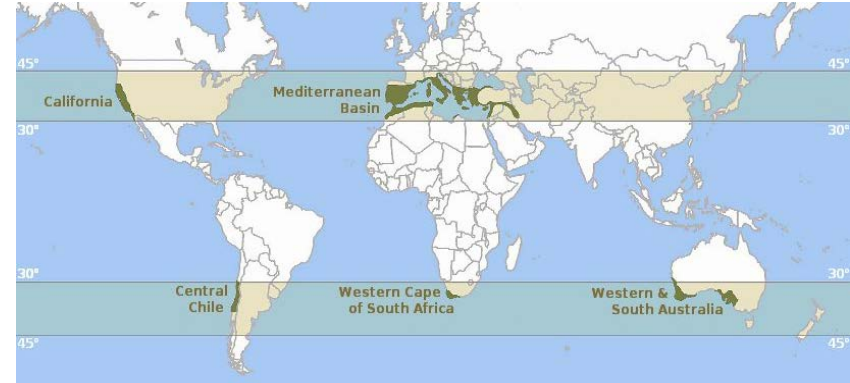 45°
45°
California
Mediterranean
Basin
30°
30°
30°
30°
Central
Chile
Western Cape
of South Africa
Western &
South Australia
45°
45°